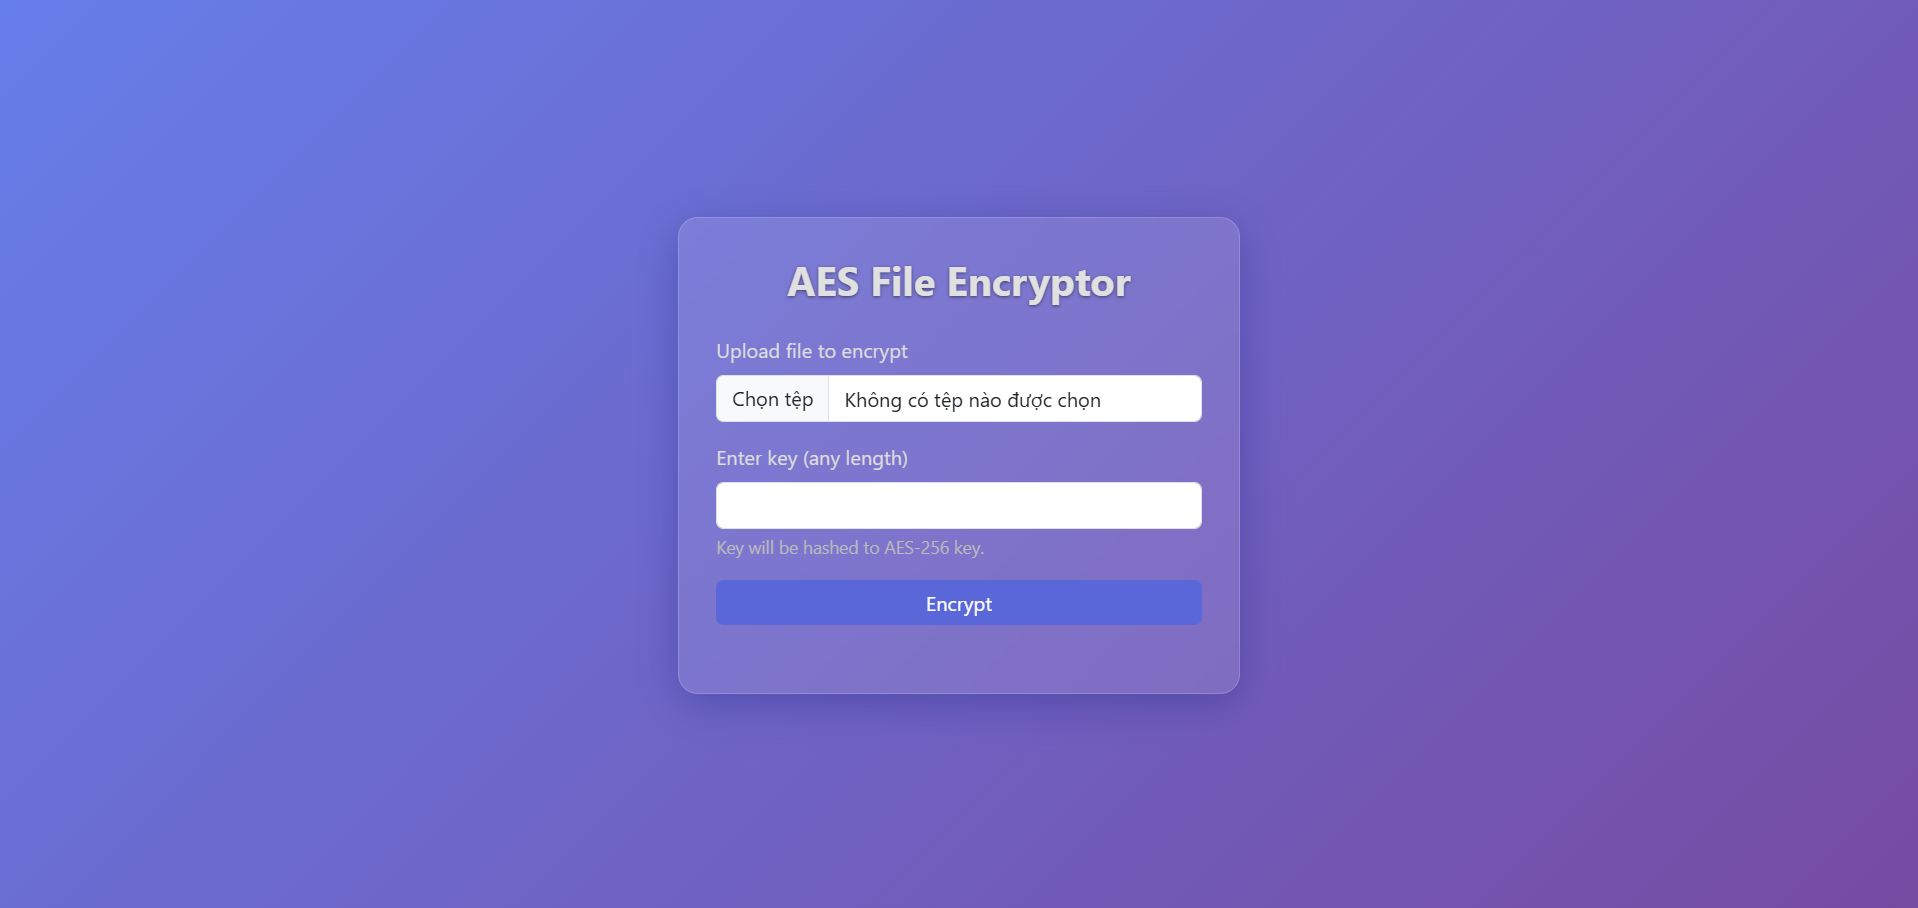 AES File Encryptor
Upload file to encrypt
Chọn tệp Không có tệp nào được chọn
Enter key (any length)
Key will be hashed to AES-256 key.
Encrypt